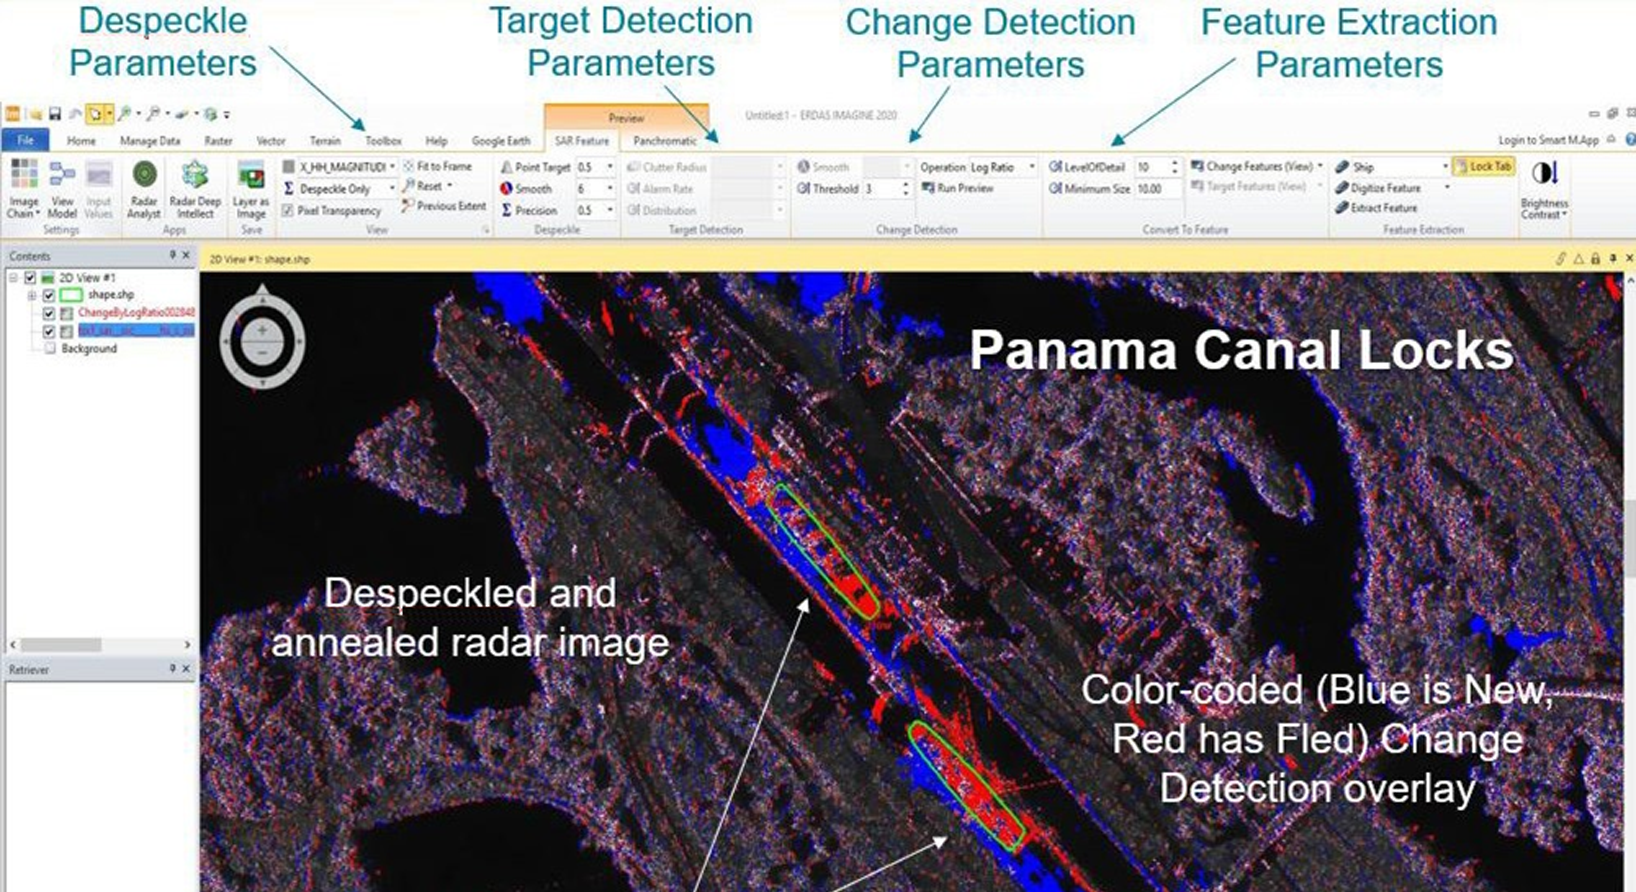 Despeckle
Parameters
Target Detection
Parameters
Change Detection
Parameters
Feature Extraction
Parameters
Preview
Untitled:1 - ERDAS IMAGINE 2020
File Home Manage Data Raster Vector Terrain Toolbox Help Google Earth SAR Feature Panchromatic
Login to Smart M.App
X_HH_MAGNITUDI Fit to Frame Point Target 0.5 Clutter Radius Smooth Operation Log Ratio LevelOfDetail 10 Change Features (View) Ship Lock Tab
Despeckle Only Reset Smooth 6 Alarm Rate Threshold 3 Run Preview Minimum Size 10.00 Target Features (View) Digitize Feature
Pixel Transparency Previous Extent Precision 0.5 Distribution Extract Feature
Image View Input Radar Radar Deep Layer as Brightness
Chain Model Values Analyst Intellect Image Contrast
Settings Apps Save View Despeckle Target Detection Change Detection Convert To Feature Feature Extraction
Contents
2D View #1: shape.shp
2D View #1
shape.shp
ChangeByLogRatio002848
Background
Retriever
Panama Canal Locks
Despeckled and
annealed radar image
Color-coded (Blue is New,
Red has Fled) Change
Detection overlay